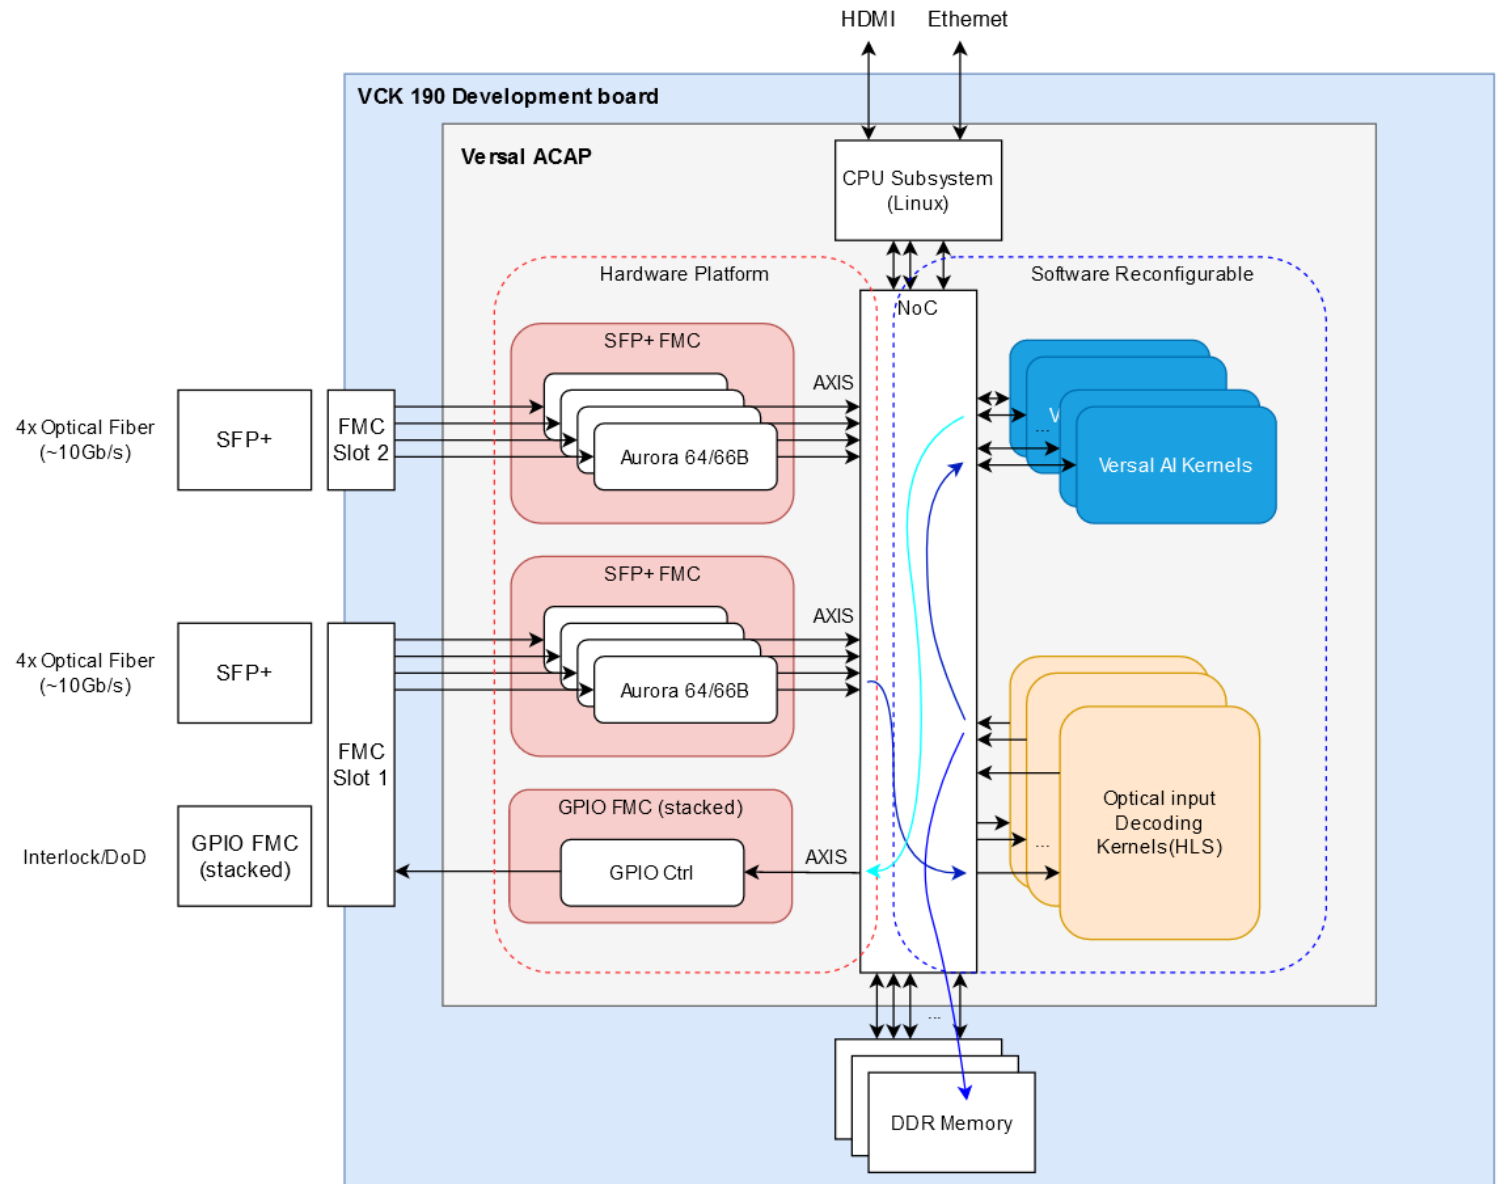 HDMI
Ethernet
VCK 190 Development board
Versal ACAP
CPU Subsystem
(Linux)
Hardware Platform
Software Reconfigurable
NoC
SFP+ FMC
AXIS
4x Optical Fiber
(~10Gb/s)
SFP+
FMC
Slot 2
Aurora 64/66B
V
...
Versal AI Kernels
SFP+ FMC
AXIS
4x Optical Fiber
(~10Gb/s)
SFP+
Aurora 64/66B
FMC
Slot 1
GPIO FMC (stacked)
Interlock/DoD
GPIO FMC
(stacked)
GPIO Ctrl
AXIS
Optical input
Decoding
Kernels(HLS)
...
...
DDR Memory